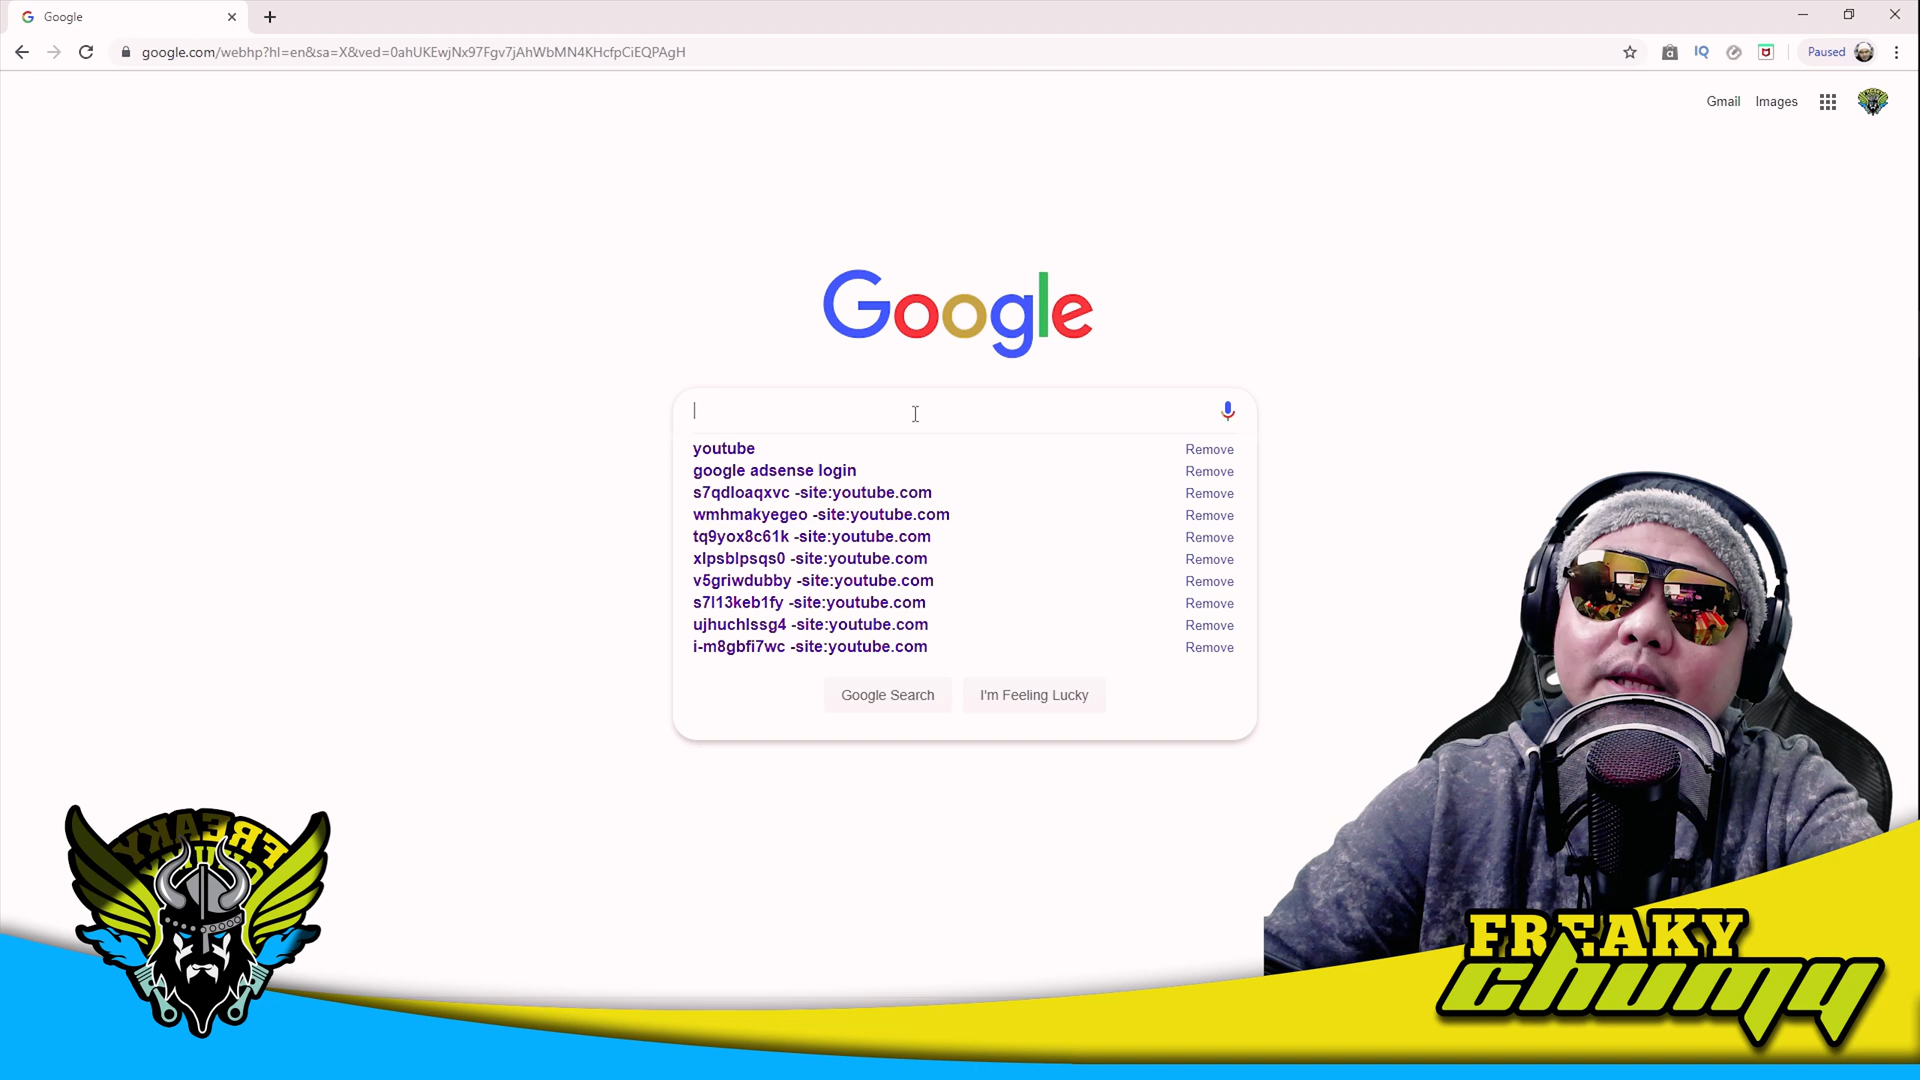 Google
google.com/webhp?hl=en&sa=X&ved=0ahUKEwjNx97Fgv7jAhWbMN4KHcfpCiEQPAgH
IQ
Paused
Gmail Images
Google
youtube Remove
google adsense login Remove
s7qdloaqxvc -site:youtube.com Remove
wmhmakyegeo -site:youtube.com Remove
tq9yox8c61k -site:youtube.com Remove
xlpsblpsqs0 -site:youtube.com Remove
v5griwdubby -site:youtube.com Remove
s7l13keb1fy -site:youtube.com Remove
ujhuchlssg4 -site:youtube.com Remove
i-m8gbfi7wc -site:youtube.com Remove
Google Search I'm Feeling Lucky
FREAKY
FREAKY
chumy